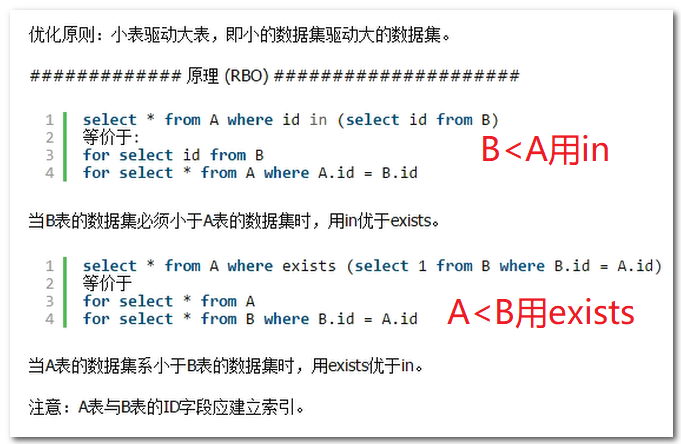 优化原则：小表驱动大表，即小的数据集驱动大的数据集。
############# 原理 (RBO) #####################
1 select * from A where id in (select id from B)
2 等价于:
3 for select id from B
4 for select * from A where A.id = B.id
B<A用in
当B表的数据集必须小于A表的数据集时，用in优于exists。
1 select * from A where exists (select 1 from B where B.id = A.id)
2 等价于
3 for select * from A
4 for select * from B where B.id = A.id
A<B用exists
当A表的数据集系小于B表的数据集时，用exists优于in。
注意：A表与B表的ID字段应建立索引。